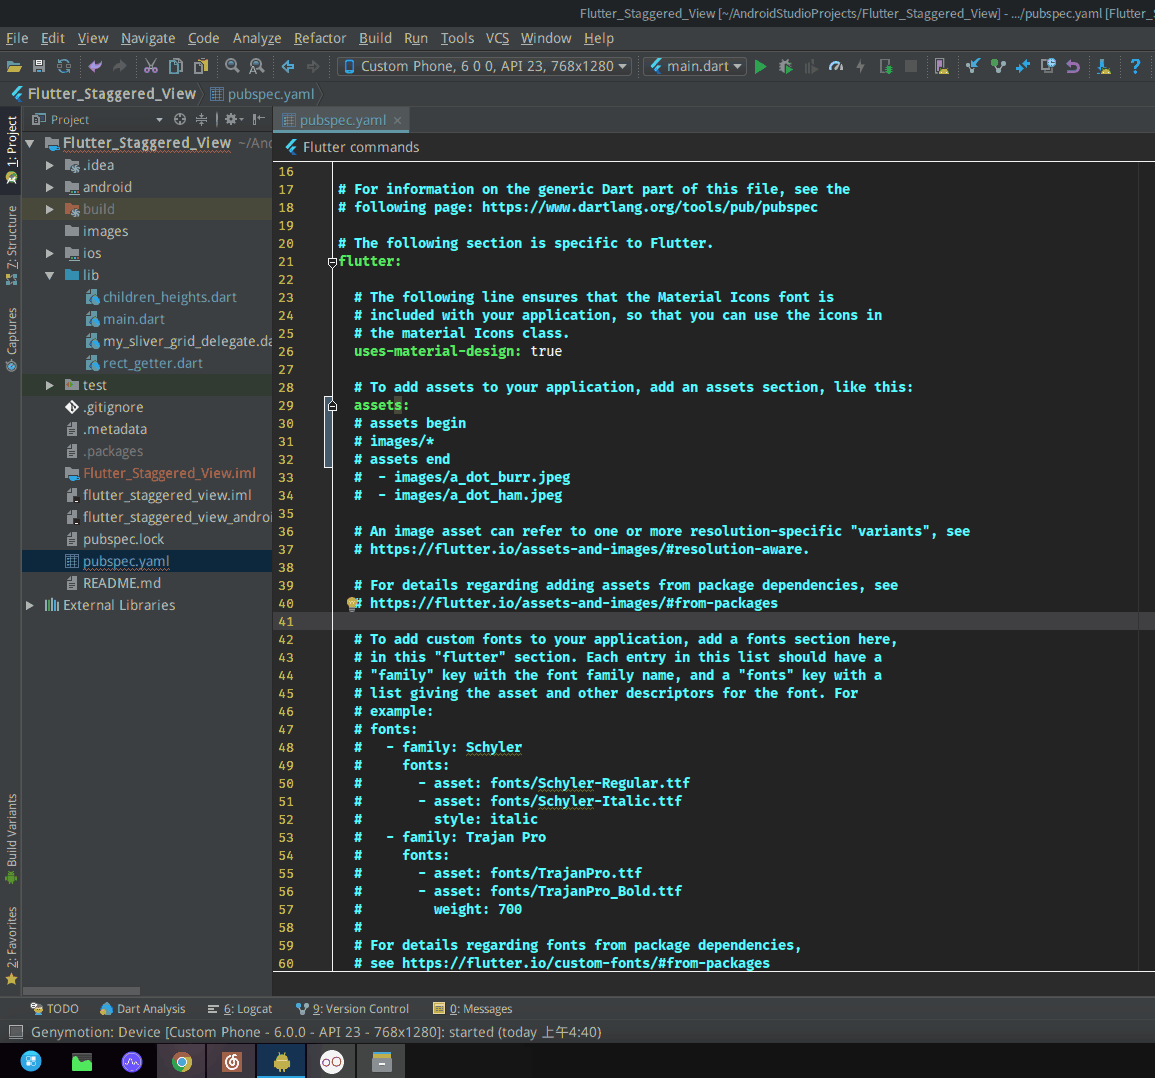 Flutter_Staggered_View [~/AndroidStudioProjects/Flutter_Staggered_View] - .../pubspec.yaml [Flutter_
File Edit View Navigate Code Analyze Refactor Build Run Tools VCS Window Help
Custom Phone, 6 0 0, API 23, 768x1280 main.dart
Flutter_Staggered_View pubspec.yaml
Project pubspec.yaml
Flutter commands
1: Project
7: Structure
Captures
Build Variants
2: Favorites
Flutter_Staggered_View ~/And
.idea
android
build
images
ios
lib
children_heights.dart
main.dart
my_sliver_grid_delegate.da
rect_getter.dart
test
.gitignore
.metadata
.packages
Flutter_Staggered_View.iml
flutter_staggered_view.iml
flutter_staggered_view_androi
pubspec.lock
pubspec.yaml
README.md
External Libraries
16
17 # For information on the generic Dart part of this file, see the
18 # following page: https://www.dartlang.org/tools/pub/pubspec
19
20 # The following section is specific to Flutter.
21 flutter:
22
23 # The following line ensures that the Material Icons font is
24 # included with your application, so that you can use the icons in
25 # the material Icons class.
26 uses-material-design: true
27
28 # To add assets to your application, add an assets section, like this:
29 assets:
30 # assets begin
31 # images/*
32 # assets end
33 #  - images/a_dot_burr.jpeg
34 #  - images/a_dot_ham.jpeg
35
36 # An image asset can refer to one or more resolution-specific "variants", see
37 # https://flutter.io/assets-and-images/#resolution-aware.
38
39 # For details regarding adding assets from package dependencies, see
40 # https://flutter.io/assets-and-images/#from-packages
41
42 # To add custom fonts to your application, add a fonts section here,
43 # in this "flutter" section. Each entry in this list should have a
44 # "family" key with the font family name, and a "fonts" key with a
45 # list giving the asset and other descriptors for the font. For
46 # example:
47 # fonts:
48 #   - family: Schyler
49 #     fonts:
50 #       - asset: fonts/Schyler-Regular.ttf
51 #       - asset: fonts/Schyler-Italic.ttf
52 #         style: italic
53 #   - family: Trajan Pro
54 #     fonts:
55 #       - asset: fonts/TrajanPro.ttf
56 #       - asset: fonts/TrajanPro_Bold.ttf
57 #         weight: 700
58 #
59 # For details regarding fonts from package dependencies,
60 # see https://flutter.io/custom-fonts/#from-packages
TODO Dart Analysis 6: Logcat 9: Version Control 0: Messages
Genymotion: Device [Custom Phone - 6.0.0 - API 23 - 768x1280]: started (today 上午4:40)